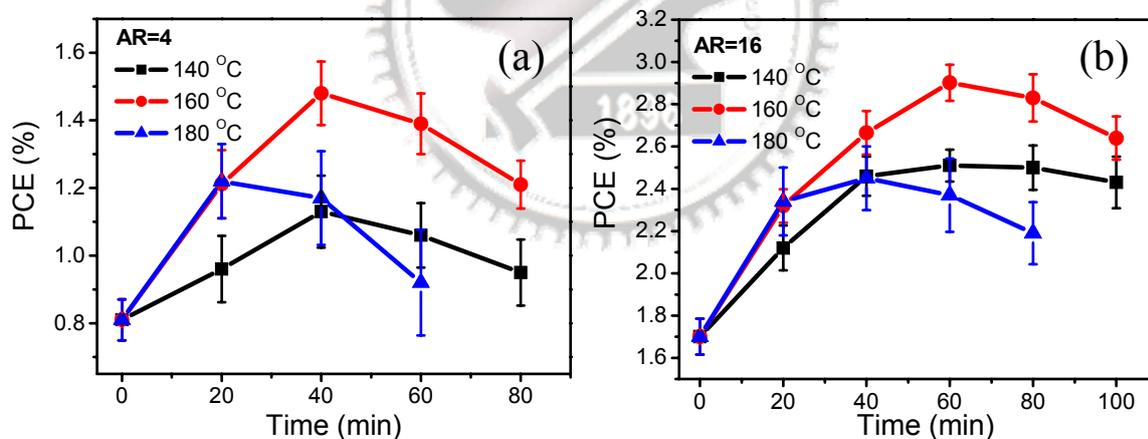 AR=4
140 °C
160 °C
180 °C
(a)
PCE (%)
1.6
1.4
1.2
1.0
0.8
0 20 40 60 80
Time (min)
AR=16
140 °C
160 °C
180 °C
(b)
PCE (%)
3.2
3.0
2.8
2.6
2.4
2.2
2.0
1.8
1.6
0 20 40 60 80 100
Time (min)